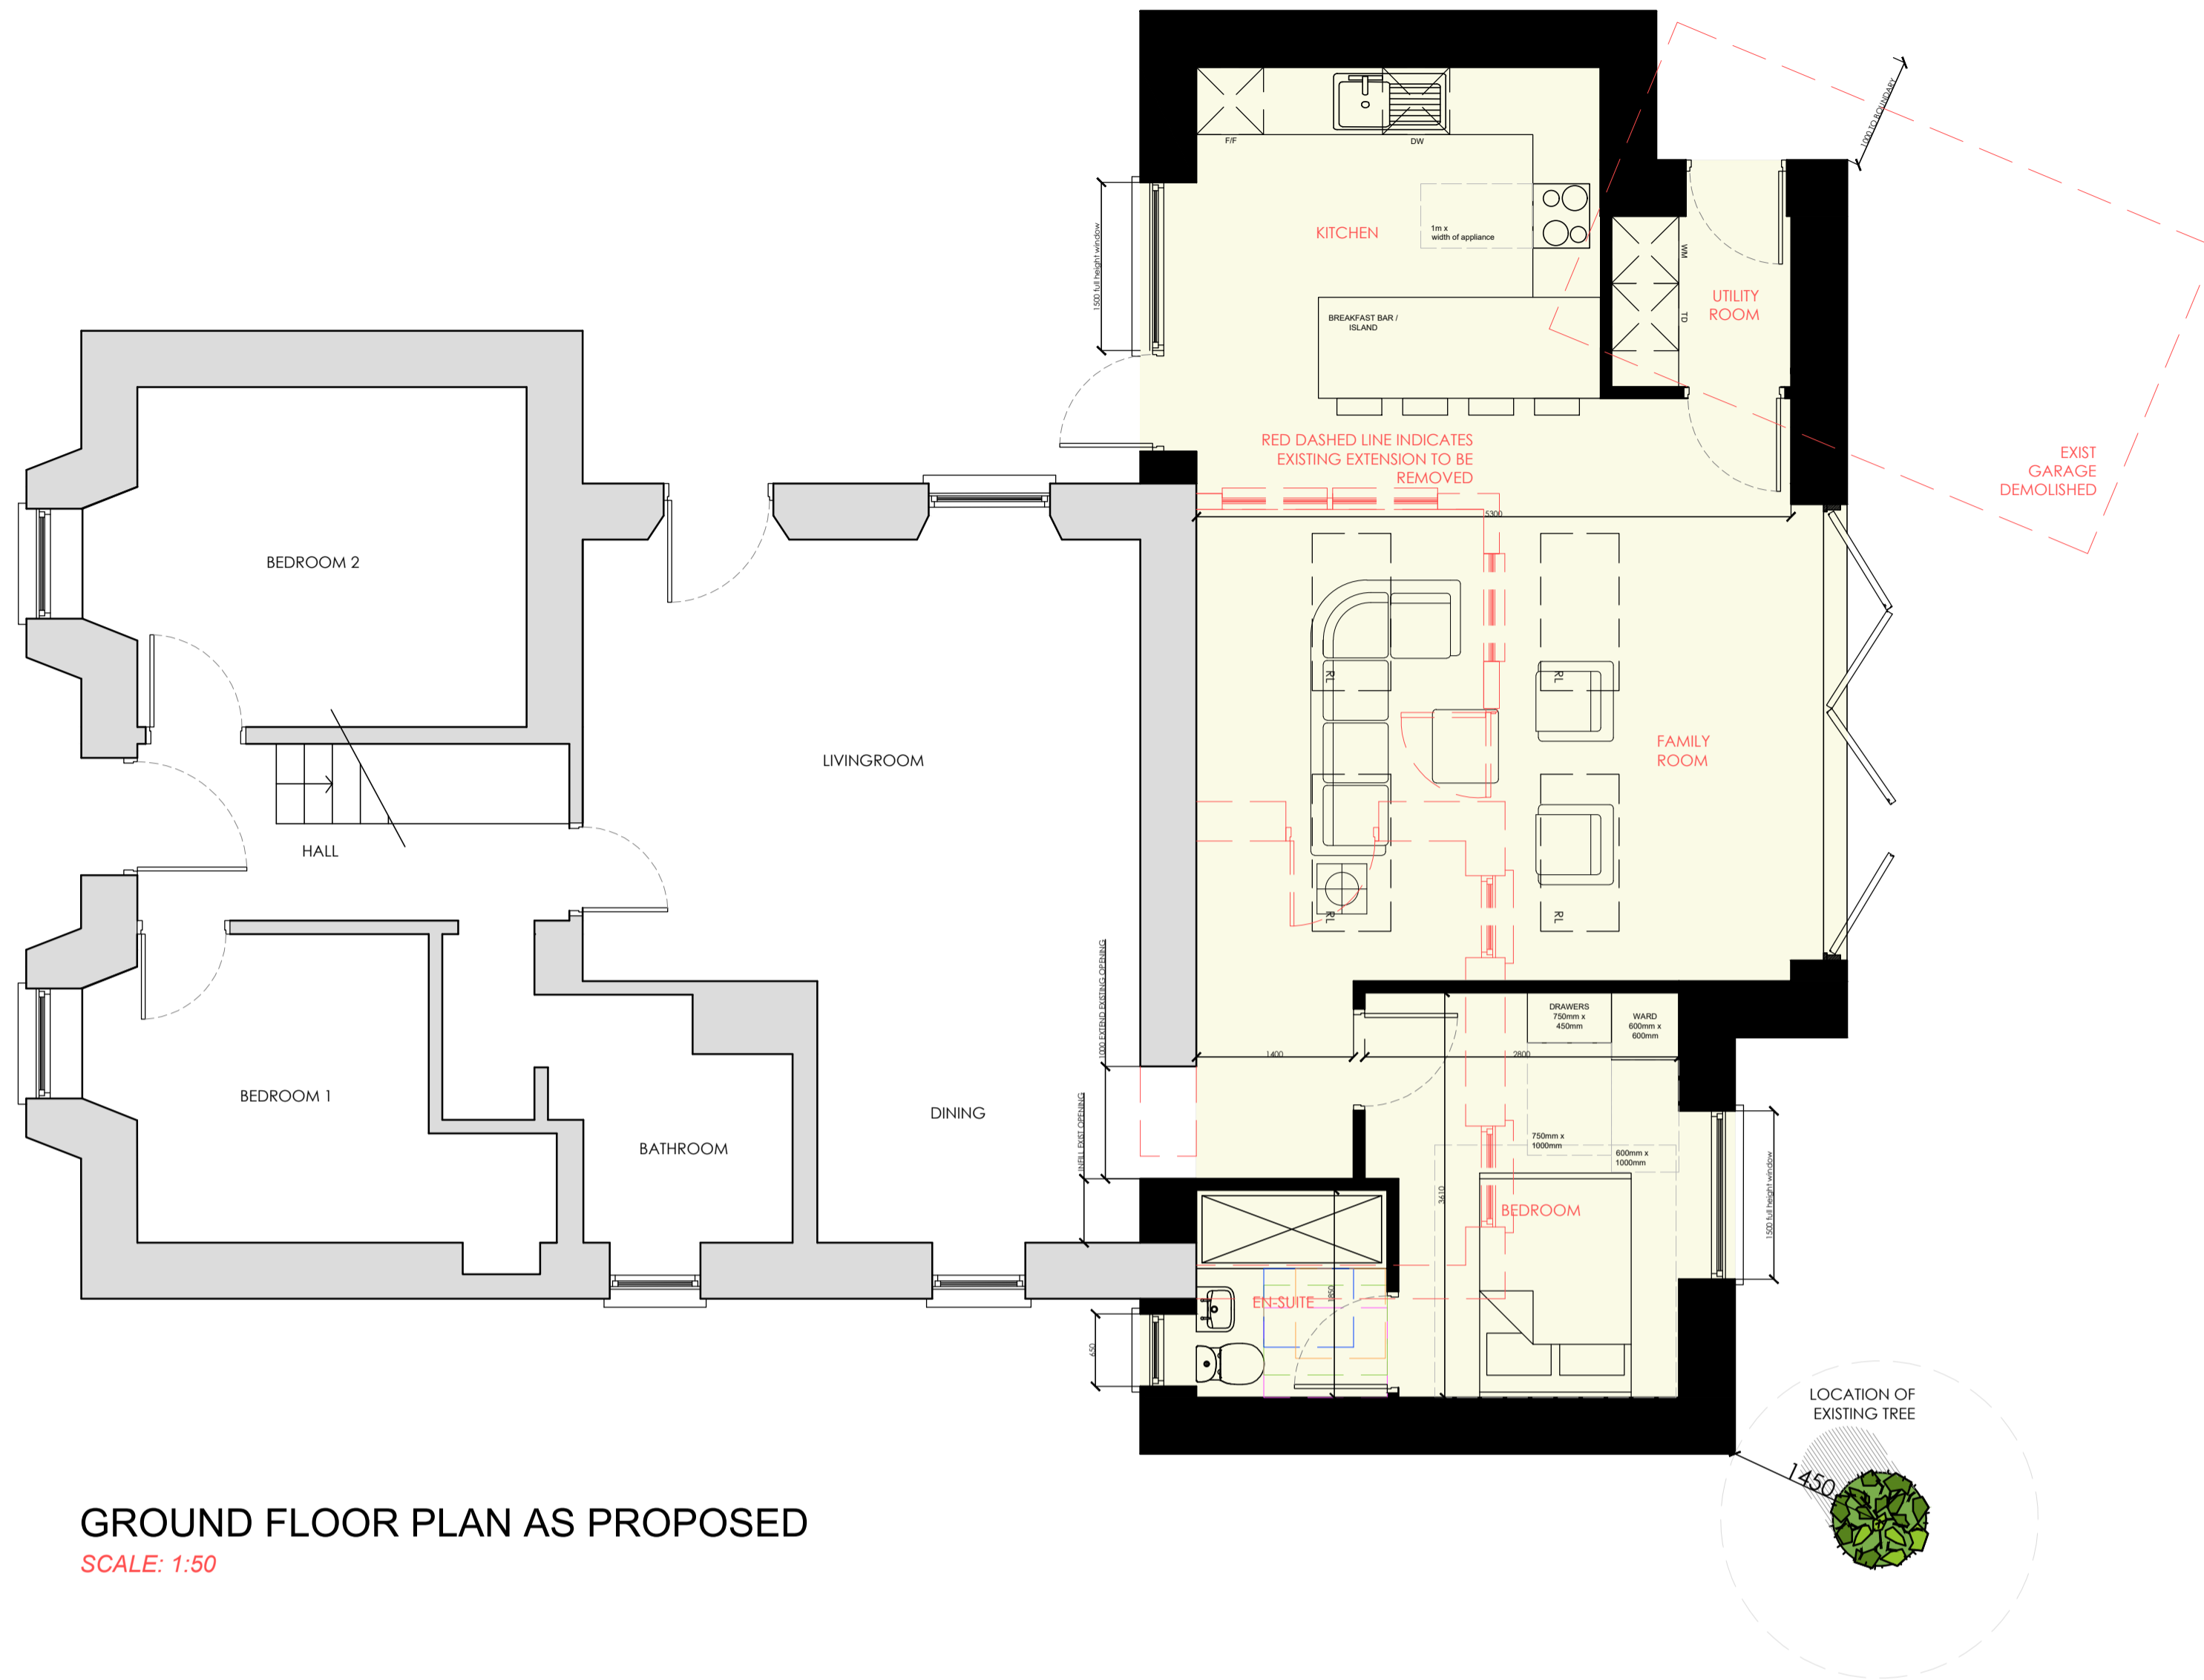 1000 TO BOUNDARY
F/F
DW
KITCHEN
1m x
width of appliance
WM
TD
UTILITY
ROOM
1500 full height window
BREAKFAST BAR /
ISLAND
RED DASHED LINE INDICATES
EXISTING EXTENSION TO BE
REMOVED
EXIST
GARAGE
DEMOLISHED
5300
BEDROOM 2
LIVINGROOM
RL
RL
FAMILY
ROOM
HALL
RL
RL
1000 EXTEND EXISTING OPENING
DRAWERS
750mm x
450mm
WARD
600mm x
600mm
1400
2800
BEDROOM 1
DINING
BATHROOM
INFILL EXIST OPENING
750mm x
1000mm
600mm x
1000mm
3610
BEDROOM
1500 full height window
EN-SUITE
1850
650
LOCATION OF
EXISTING TREE
1450
GROUND FLOOR PLAN AS PROPOSED
SCALE: 1:50